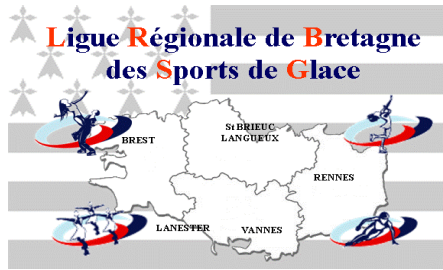 Ligue Régionale de Bretagne
des Sports de Glace
St BRIEUC
LANGUEUX
BREST
RENNES
LANESTER
VANNES